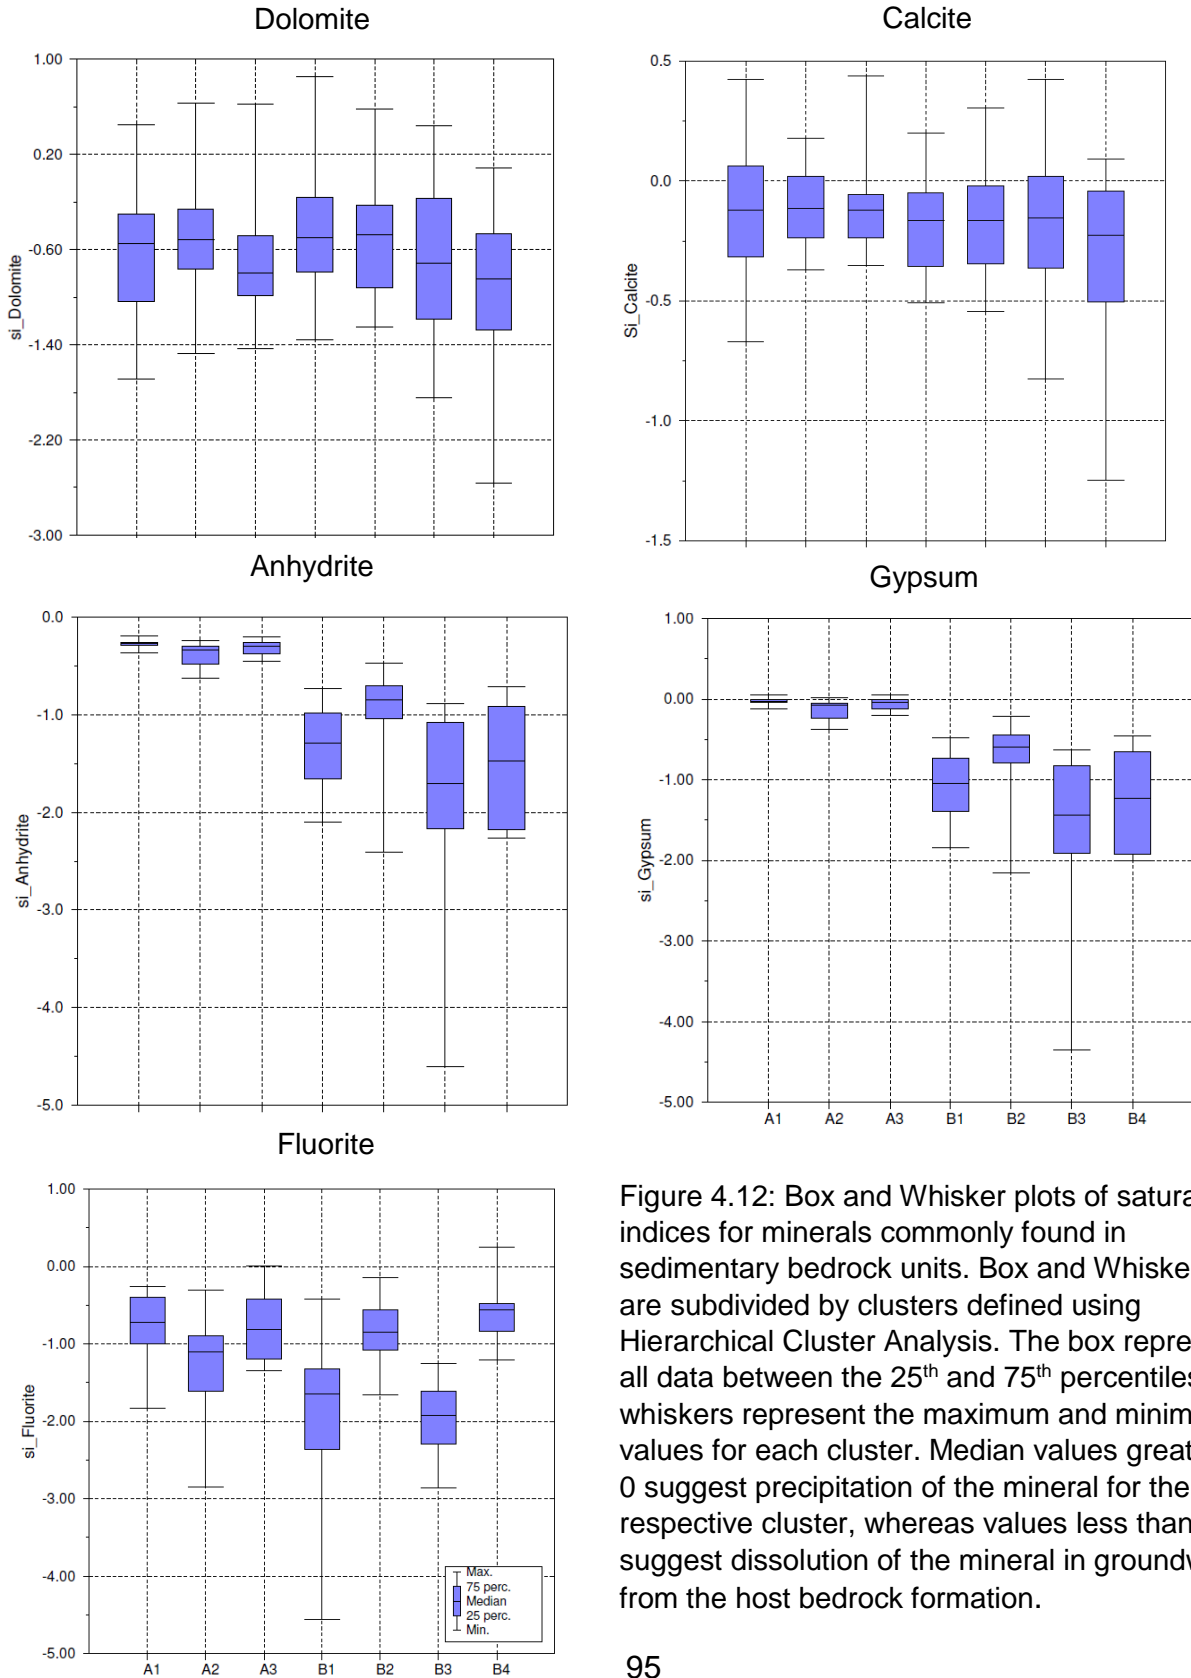 Dolomite
1.00
0.20
-0.60
-1.40
-2.20
-3.00
si_Dolomite
Calcite
0.5
0.0
-0.5
-1.0
-1.5
Si_Calcite
Anhydrite
0.0
-1.0
-2.0
-3.0
-4.0
-5.0
si_Anhydrite
Gypsum
1.00
0.00
-1.00
-2.00
-3.00
-4.00
-5.00
si_Gypsum
A1 A2 A3 B1 B2 B3 B4
Fluorite
1.00
0.00
-1.00
-2.00
-3.00
-4.00
-5.00
si_Fluorite
Max.
75 perc.
Median
25 perc.
Min.
A1 A2 A3 B1 B2 B3 B4
Figure 4.12: Box and Whisker plots of satura
indices for minerals commonly found in
sedimentary bedrock units. Box and Whiske
are subdivided by clusters defined using
Hierarchical Cluster Analysis. The box repre
all data between the 25th and 75th percentiles
whiskers represent the maximum and minim
values for each cluster. Median values great
0 suggest precipitation of the mineral for the
respective cluster, whereas values less than
suggest dissolution of the mineral in groundw
from the host bedrock formation.
95